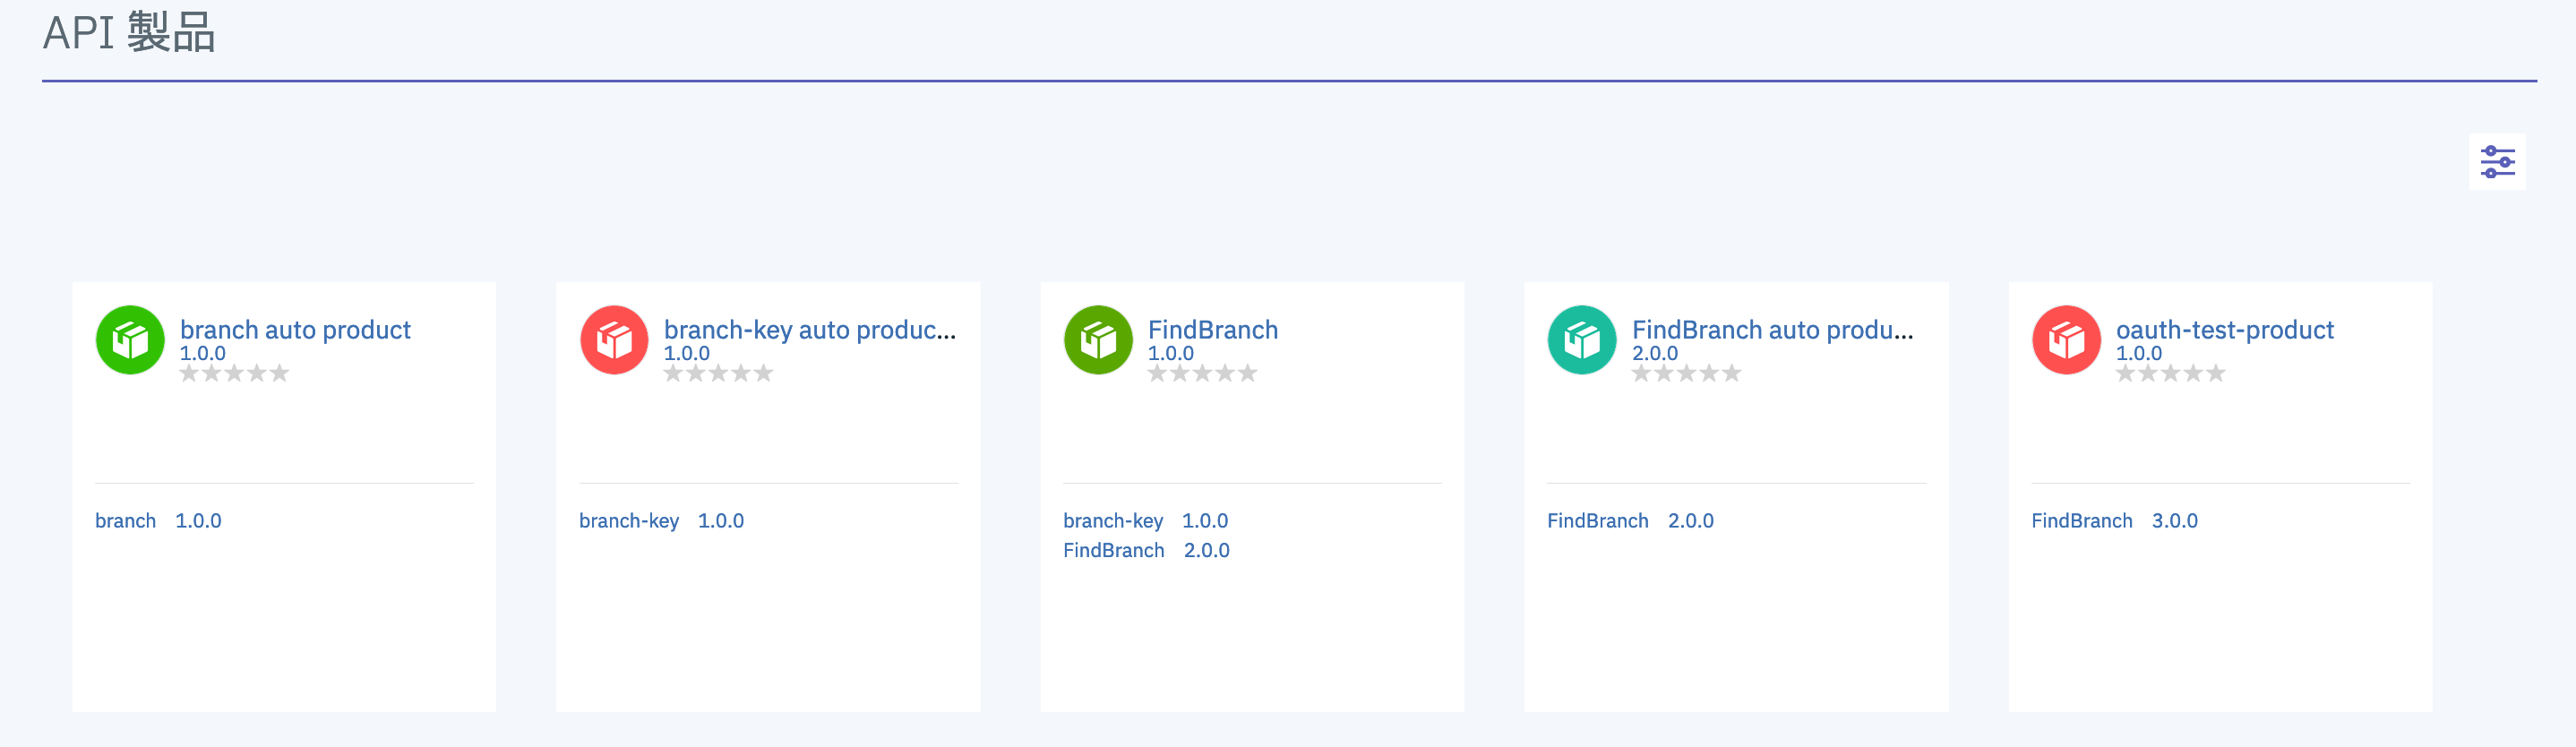 API 製品
branch auto product
1.0.0
branch 1.0.0
branch-key auto produc...
1.0.0
branch-key 1.0.0
FindBranch
1.0.0
branch-key 1.0.0
FindBranch 2.0.0
FindBranch auto produ...
2.0.0
FindBranch 2.0.0
oauth-test-product
1.0.0
FindBranch 3.0.0